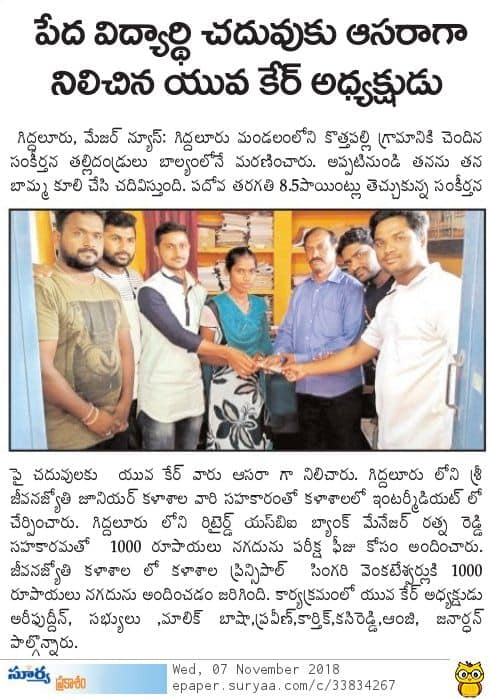 పేద విద్యార్థి చదువుకు ఆసరాగా
నిలిచిన యువ కేర్ అధ్యక్షుడు
గిద్దలూరు, మేజర్ న్యూస్: గిద్దలూరు మండలంలోని కొత్తపల్లి గ్రామానికి చెందిన
సంకీర్తన తల్లిదండ్రులు బాల్యంలోనే మరణించారు. అప్పటినుండి తనను తన
బామ్మ కూలి చేసి చదివిస్తుంది. పదోవ తరగతి 8.5పాయింట్లు తెచ్చుకున్న సంకీర్తన
పై చదువులకు యువ కేర్ వారు ఆసరా గా నిలిచారు. గిద్దలూరు లోని శ్రీ
జీవనజ్యోతి జూనియర్ కళాశాల వారి సహకారంతో కళాశాలలో ఇంటర్మీడియట్ లో
చేర్పించారు. గిద్దలూరు లోని రిటైర్డ్ యస్‌బిఐ బ్యాంక్ మేనేజర్ రత్న రెడ్డి
సహకారమతో 1000 రూపాయలు నగదును పరీక్ష ఫీజు కోసం అందించారు.
జీవనజ్యోతి కళాశాల లో కళాశాల ప్రిన్సిపాల్ సింగరి వెంకటేశ్వర్లుకి 1000
రూపాయలు నగదును అందించడం జరిగింది. కార్యక్రమంలో యువ కేర్ అధ్యక్షుడు
అరీఫుద్దీన్, సభ్యులు ,మాలిక్ బాషా,ప్రవీణ్,కార్తిక్,కసిరెడ్డి,ఆంజి, జనార్ధన్
పాల్గొన్నారు.
సూర్య ప్రకాశం
Wed, 07 November 2018
epaper.suryaa.com/c/33834267